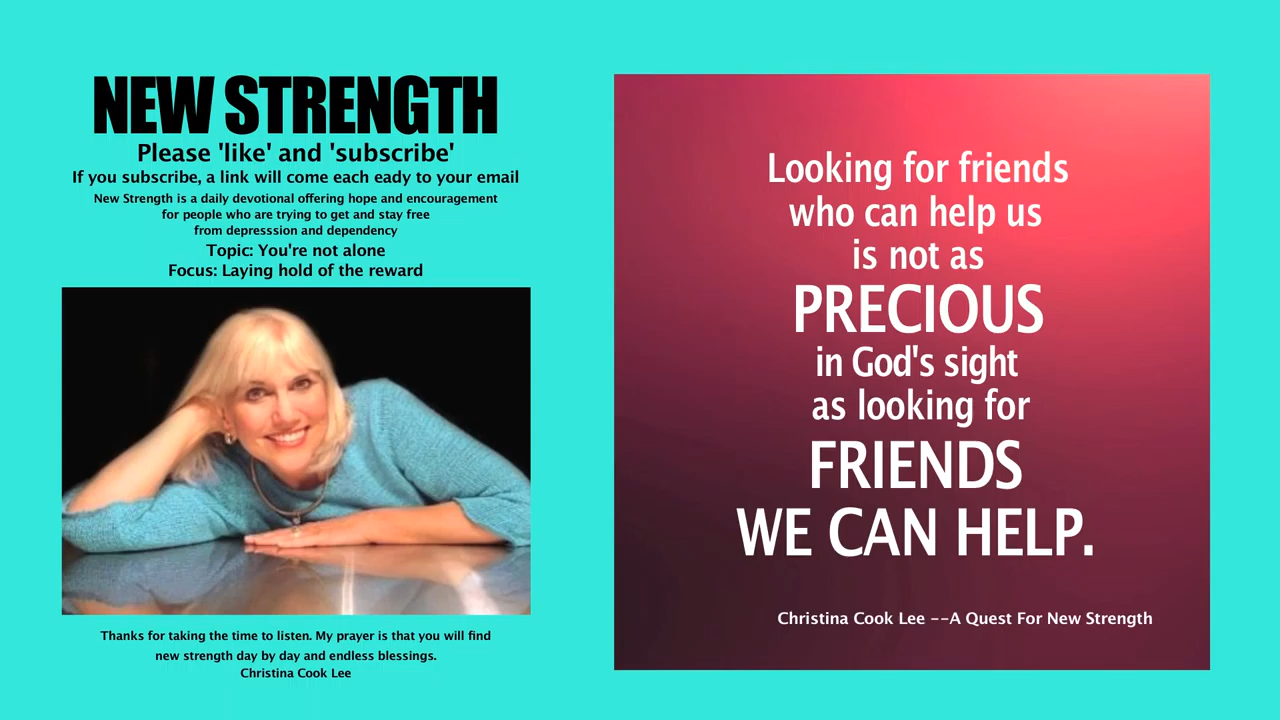 NEW STRENGTH
Please 'like' and 'subscribe'
If you subscribe, a link will come each eady to your email
New Strength is a daily devotional offering hope and encouragement
for people who are trying to get and stay free
from depresssion and dependency
Topic: You're not alone
Focus: Laying hold of the reward
Thanks for taking the time to listen. My prayer is that you will find
new strength day by day and endless blessings.
Christina Cook Lee
Looking for friends
who can help us
is not as
PRECIOUS
in God's sight
as looking for
FRIENDS
WE CAN HELP.
Christina Cook Lee --A Quest For New Strength